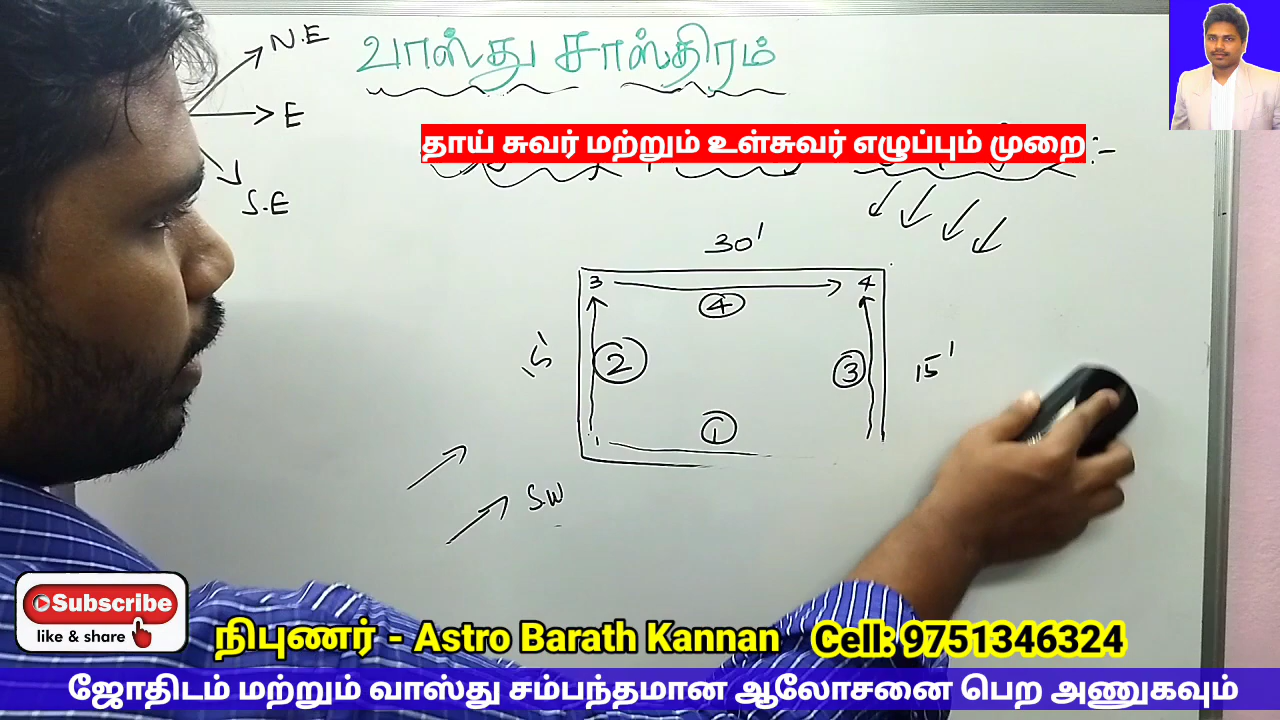 N.E
வாஸ்து சாஸ்திரம்
E
தாய் சுவர் மற்றும் உள்சுவர் எழுப்பும் முறை :-
S.E
30'
3 4
4
15'
2
3
15'
1
1
S.W
Subscribe
like & share
நிபுணர் - Astro Barath Kannan Cell: 9751346324
ஜோதிடம் மற்றும் வாஸ்து சம்பந்தமான ஆலோசனை பெற அணுகவும்